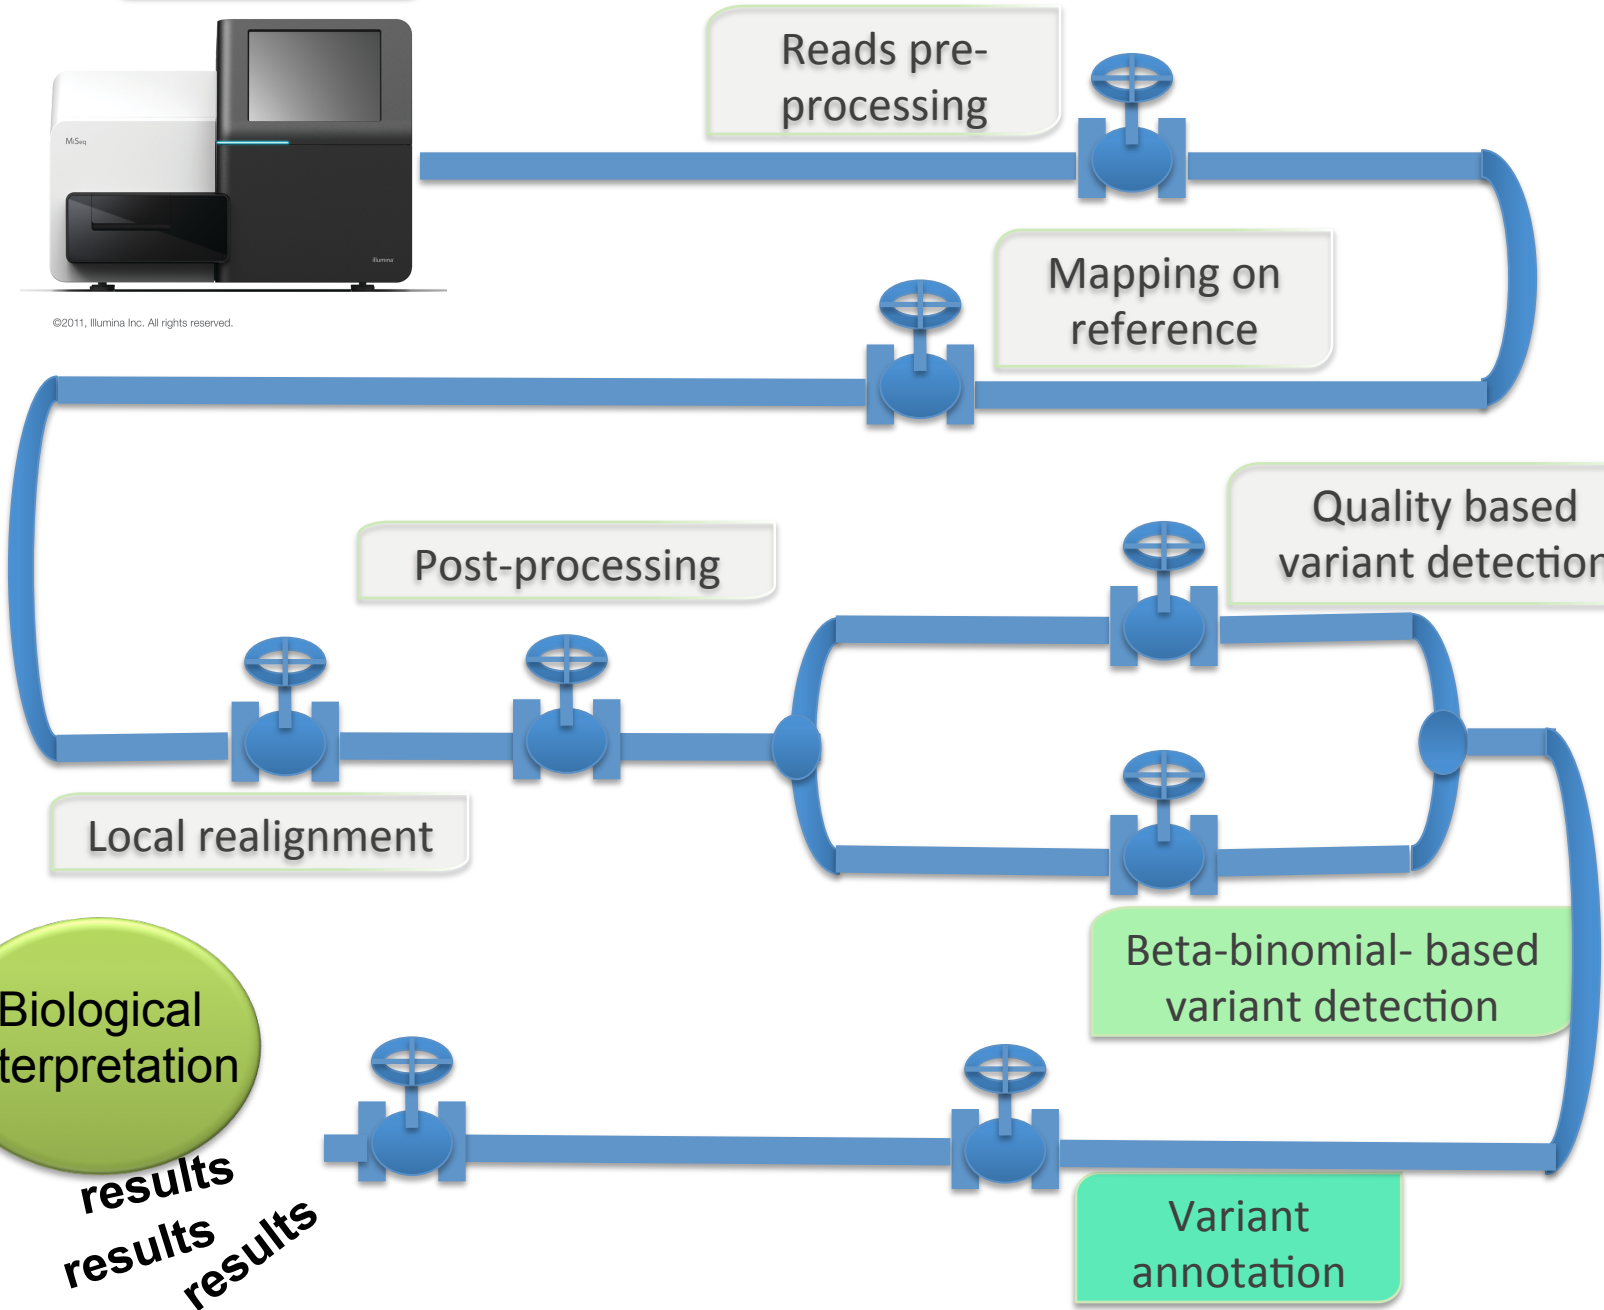 Reads pre-
processing
MiSeq
illumina
Mapping on
reference
©2011, Illumina Inc. All rights reserved.
Quality based
variant detection
Post-processing
Local realignment
Beta-binomial- based
variant detection
Biological
terpretation
results
results
results
Variant
annotation